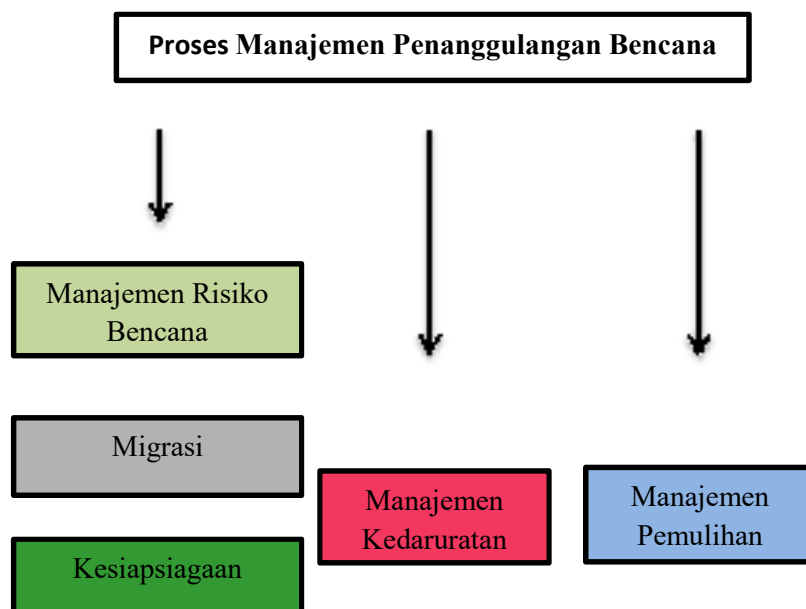 Proses Manajemen Penanggulangan Bencana
Manajemen Risiko
Bencana
Migrasi
Kesiapsiagaan
Manajemen
Kedaruratan
Manajemen
Pemulihan